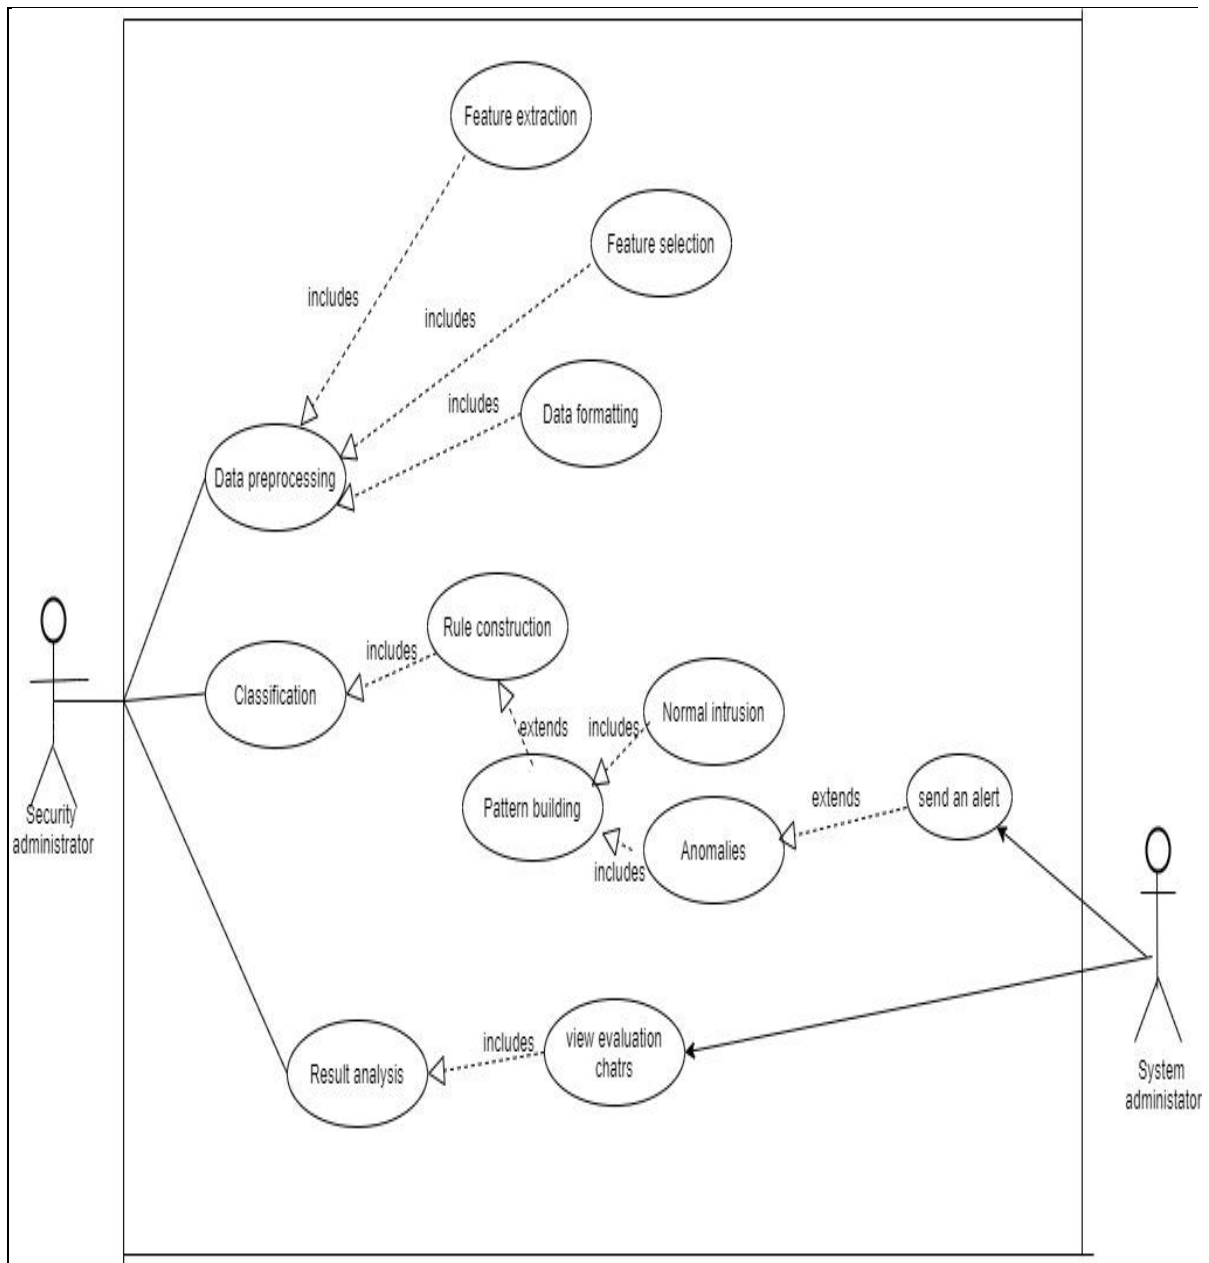 Feature extraction
Feature selection
includes
includes
includes
Data formatting
Data preprocessing
Rule construction
includes
Classification
Normal intrusion
extends
includes
Pattern building
send an alert
extends
Anomalies
includes
Security
administrator
view evaluation
chatrs
includes
Result analysis
System
administator